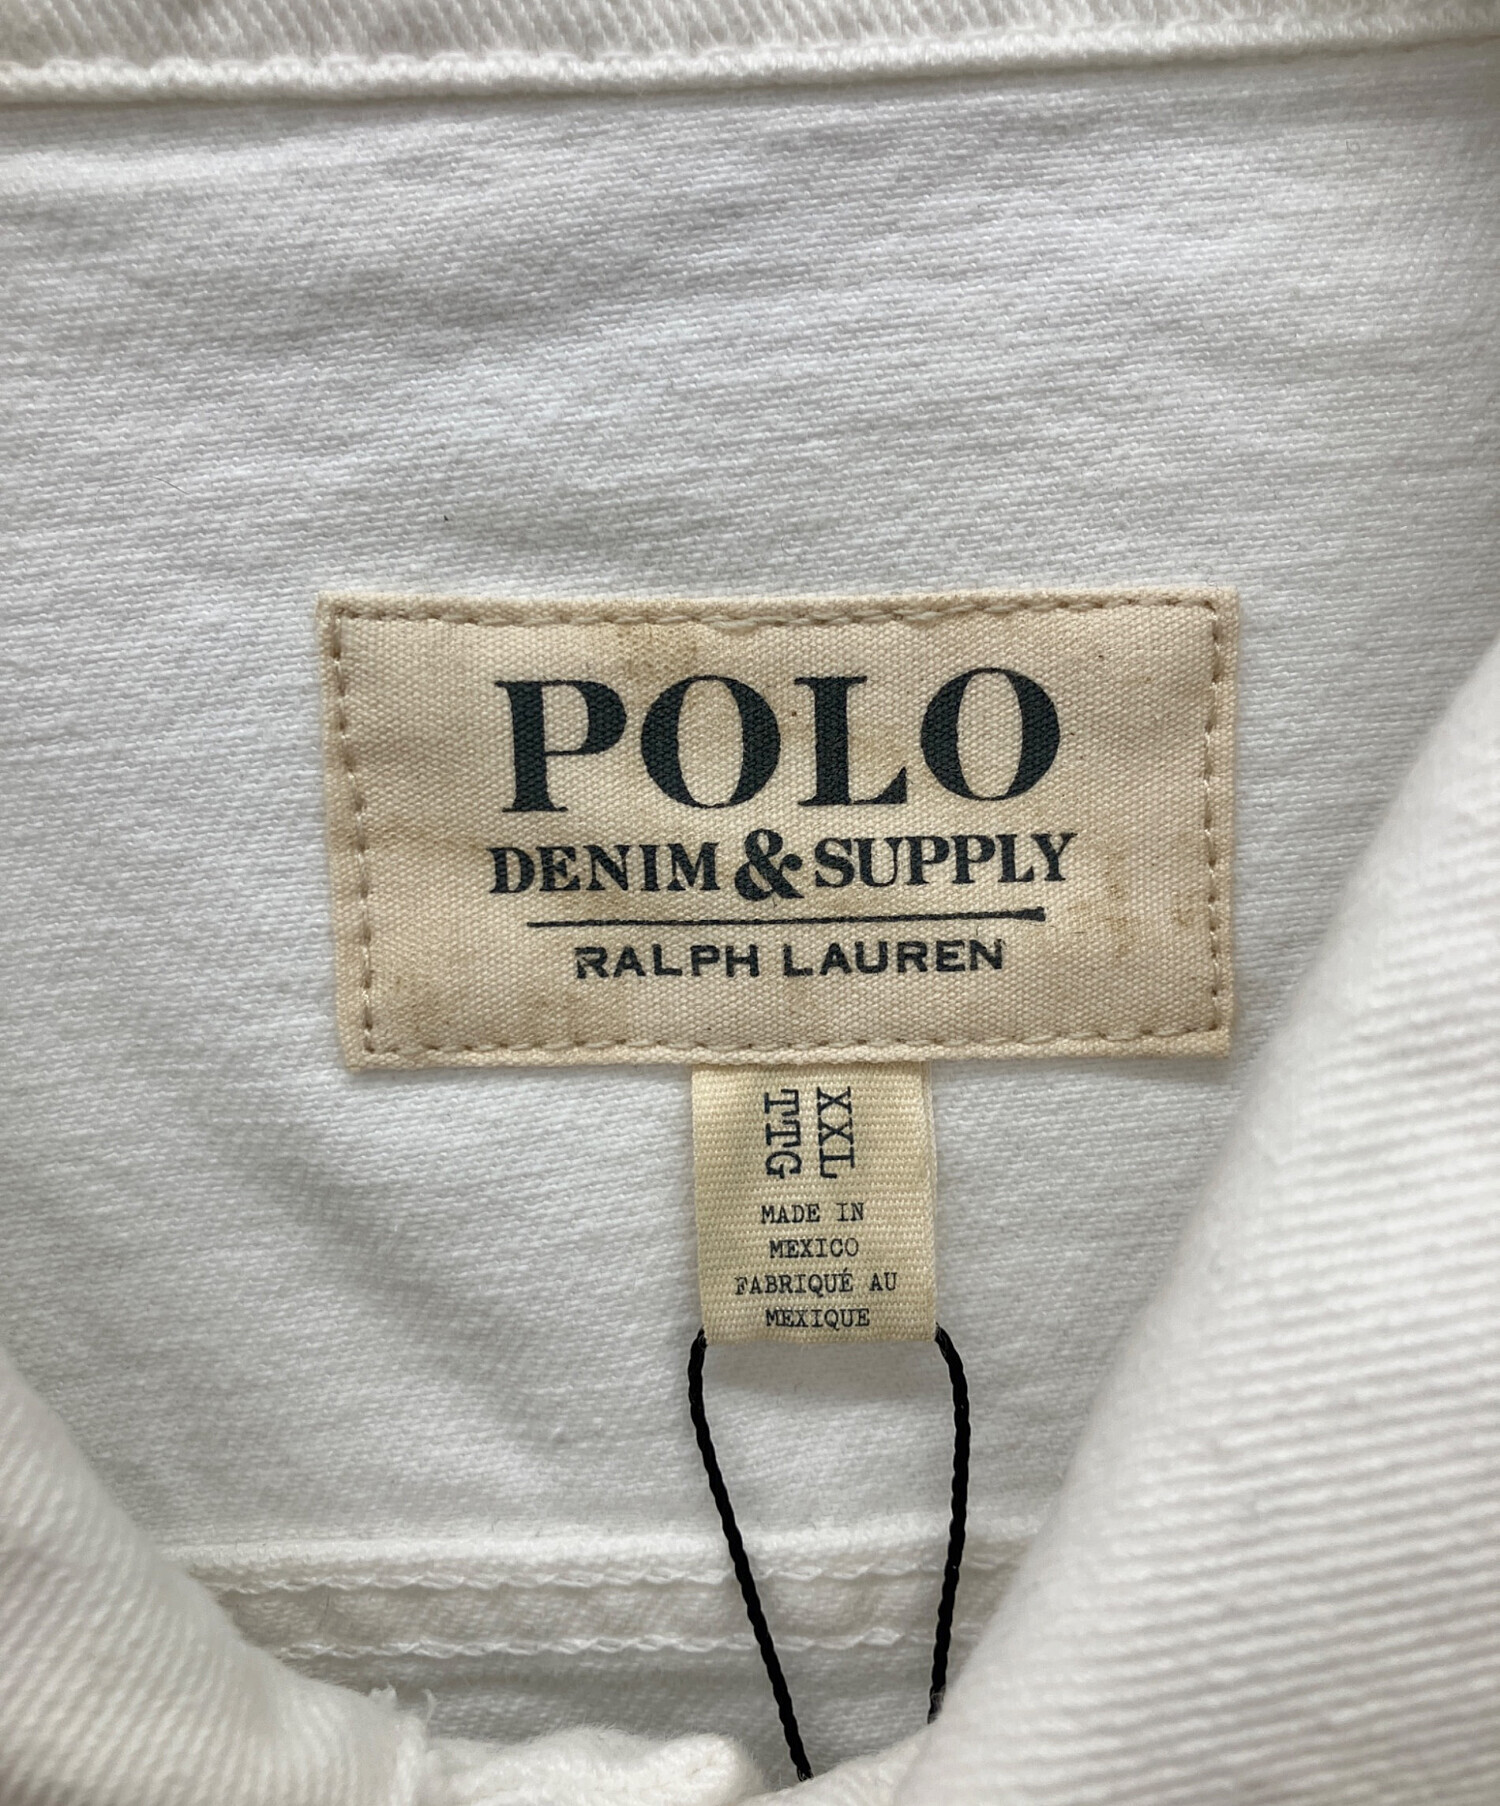 POLO
DENIM & SUPPLY
RALPH LAUREN
XXL
TTG
MADE IN
MEXICO
FABRIQUÉ AU
MEXIQUE